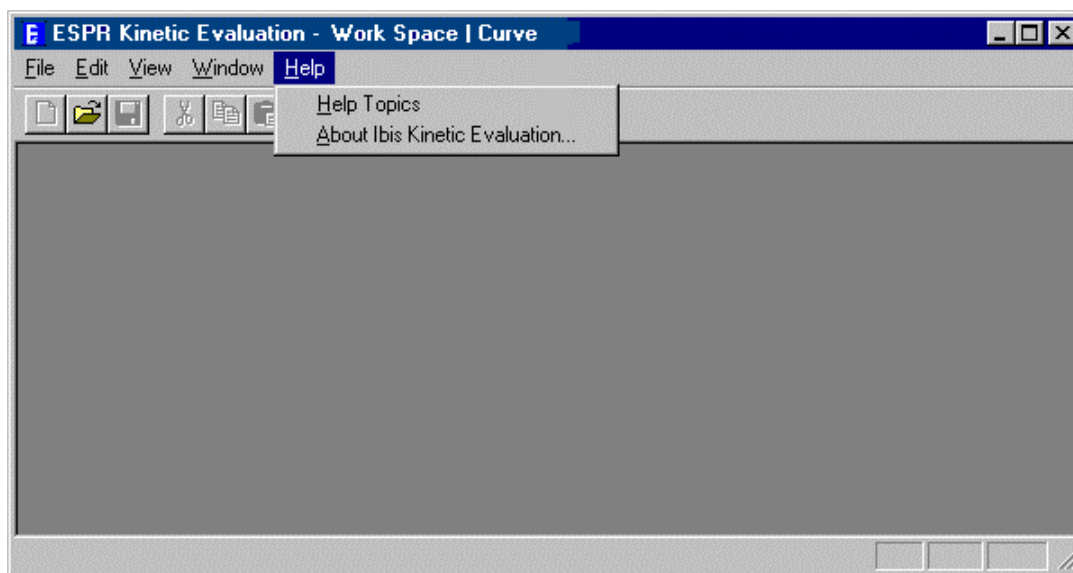 ESPR Kinetic Evaluation - Work Space | Curve
File Edit View Window Help
Help Topics
About Ibis Kinetic Evaluation...